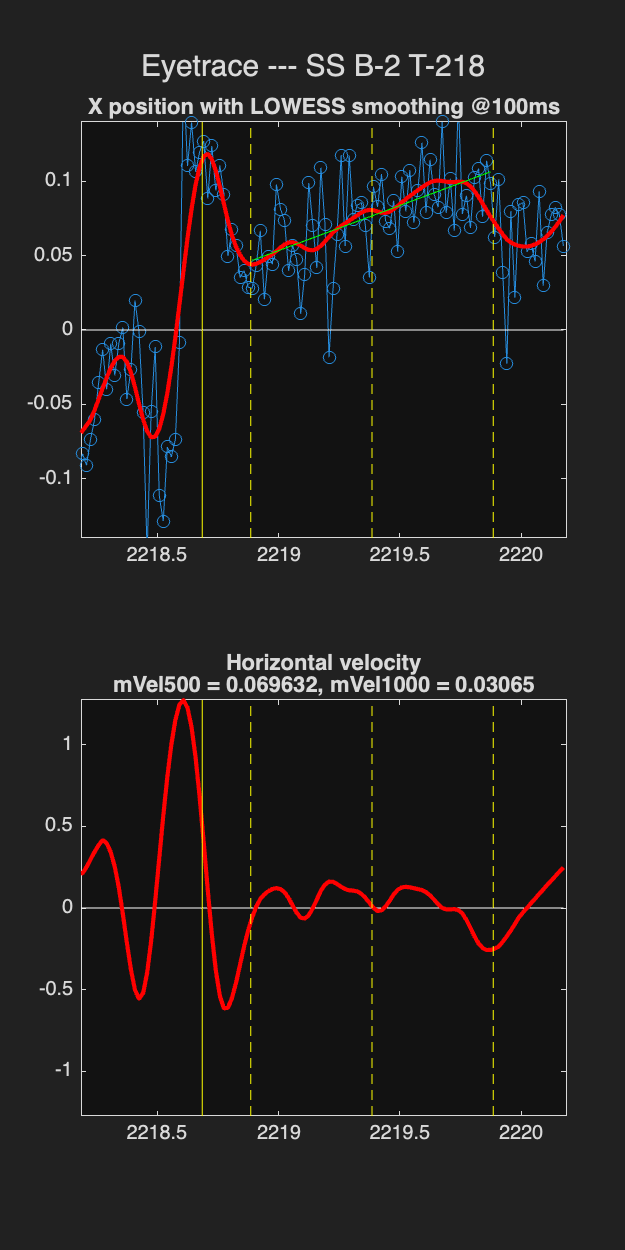 Eyetrace --- SS B-2 T-218
X position with LOWESS smoothing @100ms
0.1
0.05
0
-0.05
-0.1
2218.5 2219 2219.5 2220
Horizontal velocity
mVel500 = 0.069632, mVel1000 = 0.03065
1
0.5
0
-0.5
-1
2218.5 2219 2219.5 2220